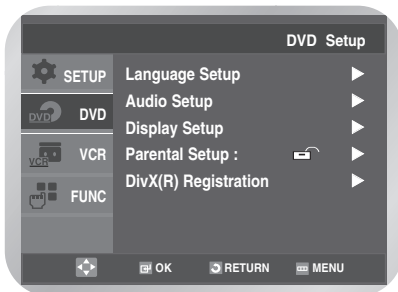 DVD Setup
SETUP
DVD
DVD
VCR
VCR
FUNC
Language Setup
Audio Setup
Display Setup
Parental Setup :
DivX(R) Registration
OK
RETURN
MENU